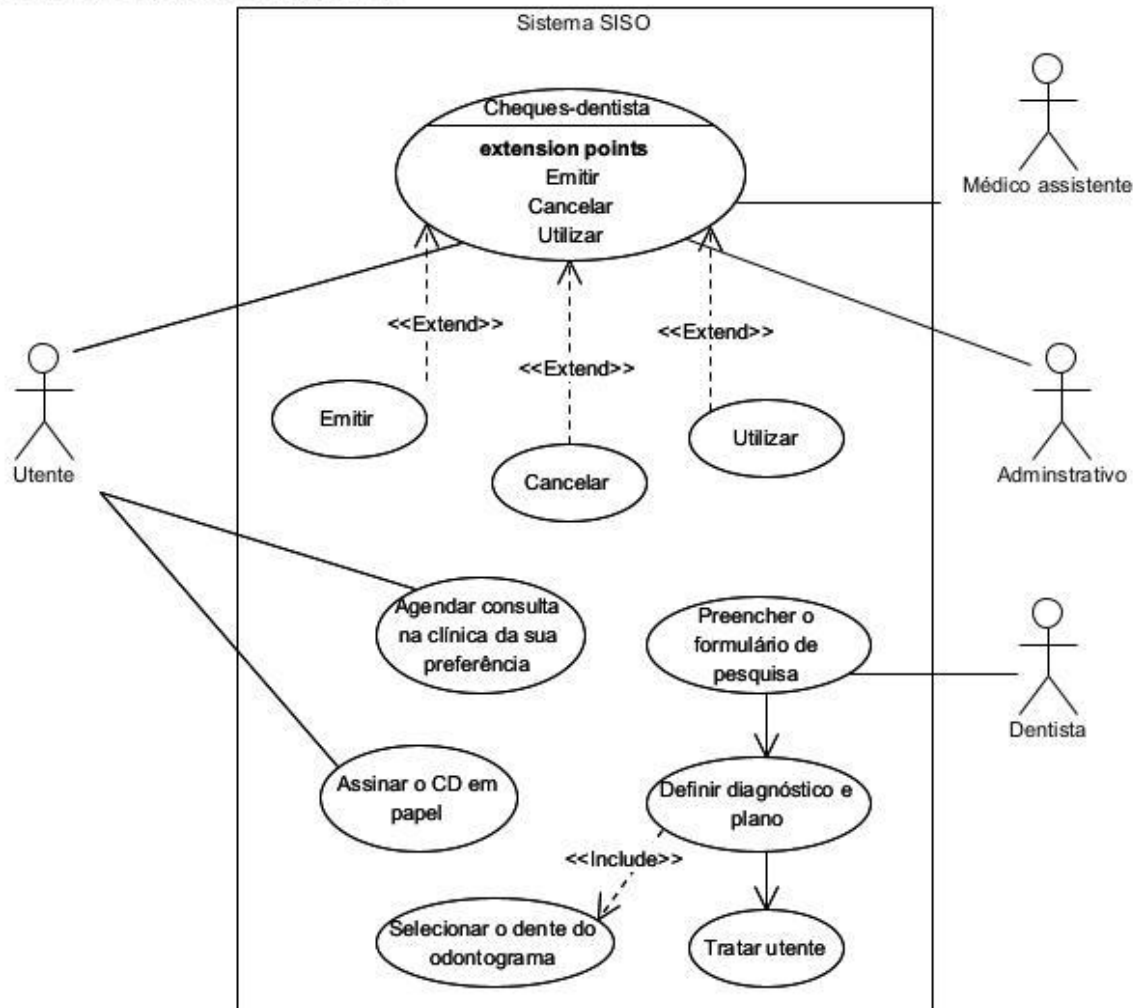 Sistema SISO
Cheques-dentista
extension points
Emitir
Cancelar
Utilizar
Médico assistente
<<Extend>>
<<Extend>>
<<Extend>>
Emitir
Utilizar
Cancelar
Utente
Adminstrativo
Agendar consulta
na clínica da sua
preferência
Preencher o
formulário de
pesquisa
Dentista
Assinar o CD em
papel
Definir diagnóstico e
plano
<<Include>>
Selecionar o dente do
odontograma
Tratar utente